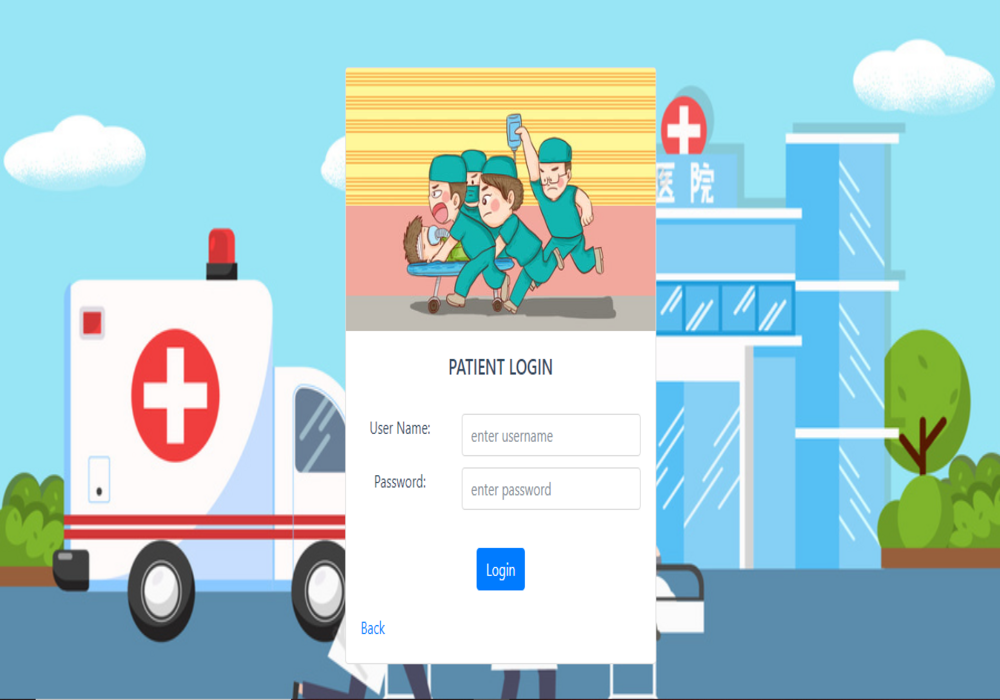 医院
PATIENT LOGIN
User Name:
enter username
Password:
enter password
Login
Back